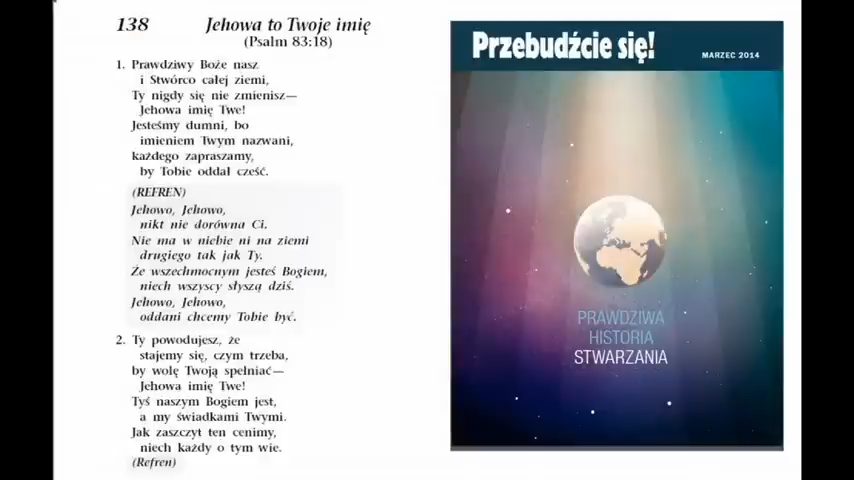 138 Jehowa to Twoje imię
(Psalm 83:18)
1. Prawdziwy Boże nasz
i Stwórco całej ziemi,
Ty nigdy się nie zmienisz—
Jehowa imię Twe!
Jesteśmy dumni, bo
imieniem Twym nazwani,
każdego zapraszamy,
by Tobie oddał cześć.
(REFREN)
Jehowo, Jehowo,
nikt nie dorówna Ci.
Nie ma w niebie ni na ziemi
drugiego tak jak Ty.
Że wszechmocnym jesteś Bogiem,
niech wszyscy słyszą dziś.
Jehowo, Jehowo,
oddani chcemy Tobie być.
2. Ty powodujesz, że
stajemy się, czym trzeba,
by wolę Twoją spełniać—
Jehowa imię Twe!
Tyś naszym Bogiem jest,
a my świadkami Twymi.
Jak zaszczyt ten cenimy,
niech każdy o tym wie.
(Refren)
Przebudźcie się!
MARZEC 2014
PRAWDZIWA
HISTORIA
STWARZANIA